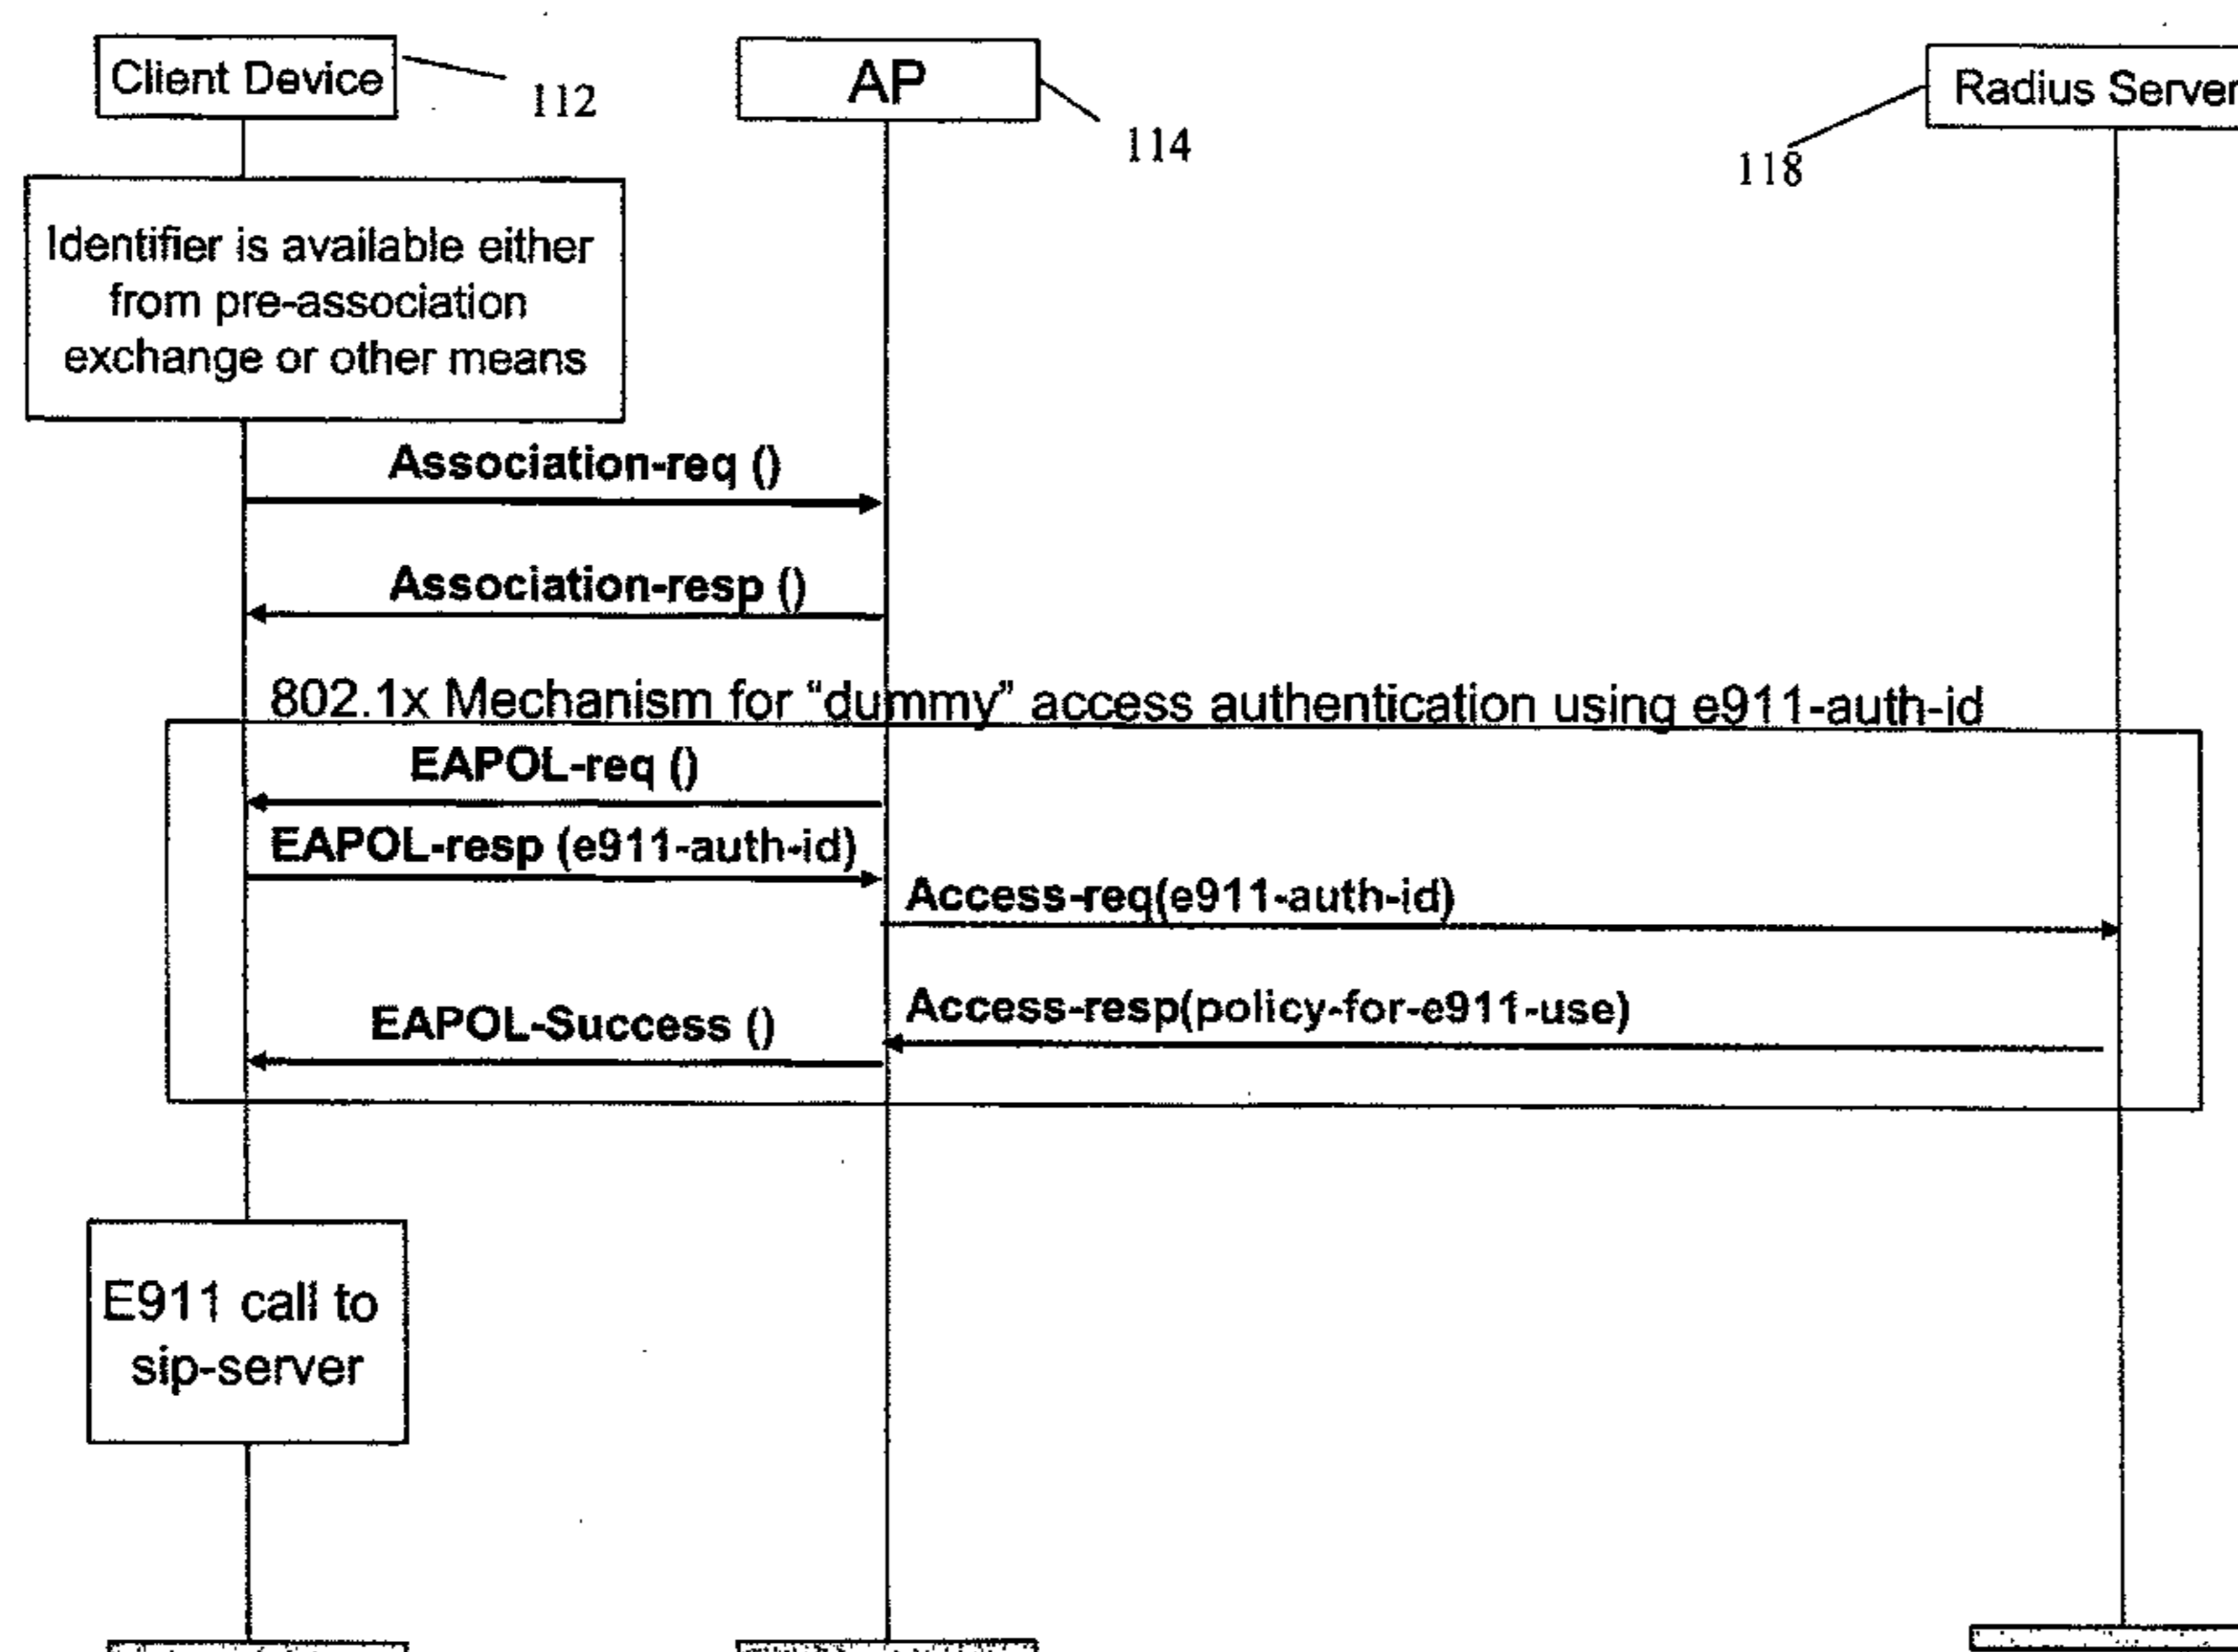 Client Device
112
AP
114
Radius Server
118
Identifier is available either
from pre-association
exchange or other means
Association-req ()
Association-resp ()
802.1x Mechanism for “dummy” access authentication using e911-auth-id
EAPOL-req ()
EAPOL-resp (e911-auth-id)
Access-req(e911-auth-id)
Access-resp(policy-for-e911-use)
EAPOL-Success ()
E911 call to
sip-server